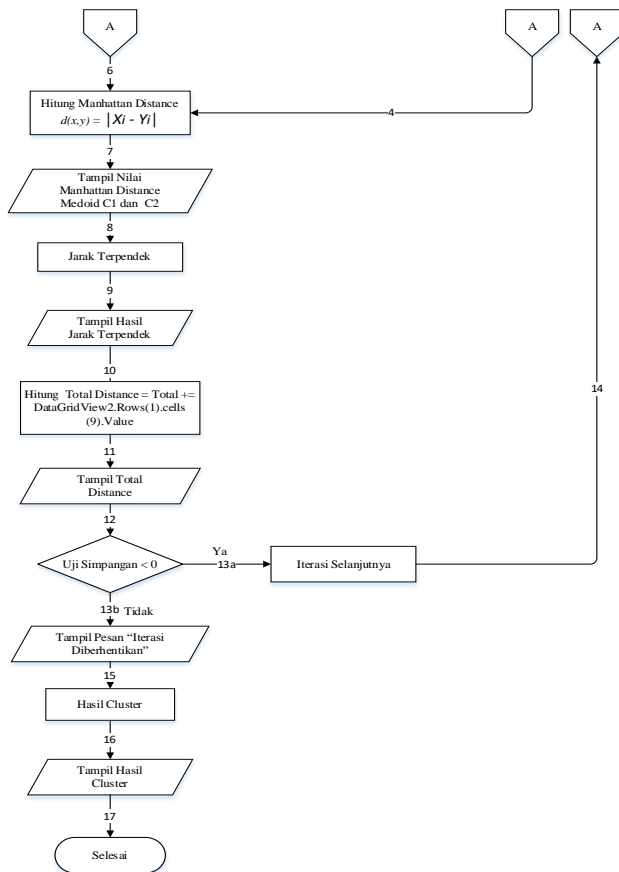 A
A
A
6
Hitung Manhattan Distance
d(x,y) = | Xi - Yi |
4
7
Tampil Nilai
Manhattan Distance
Medoid C1 dan C2
8
Jarak Terpendek
9
Tampil Hasil
Jarak Terpendek
10
14
Hitung Total Distance = Total +=
DataGridView2.Rows(1).cells
(9).Value
11
Tampil Total
Distance
12
Uji Simpangan < 0
Ya
13a
Iterasi Selanjutnya
13b Tidak
Tampil Pesan “Iterasi
Diberhentikan”
15
Hasil Cluster
16
Tampil Hasil
Cluster
17
Selesai